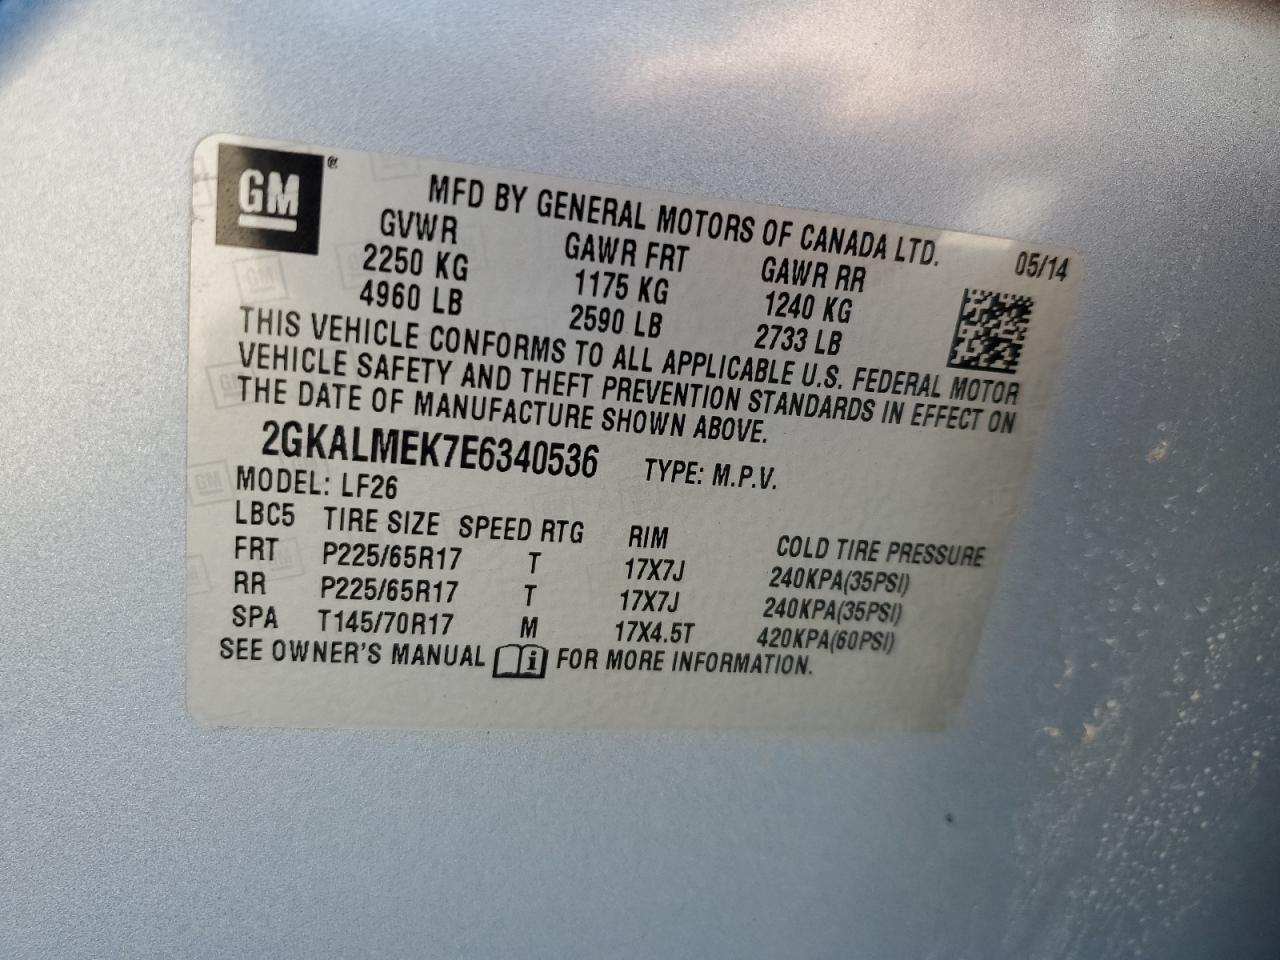 GM ®
MFD BY GENERAL MOTORS OF CANADA LTD. 05/14
GVWR GAWR FRT GAWR RR
2250 KG 1175 KG 1240 KG
4960 LB 2590 LB 2733 LB
THIS VEHICLE CONFORMS TO ALL APPLICABLE U.S. FEDERAL MOTOR
VEHICLE SAFETY AND THEFT PREVENTION STANDARDS IN EFFECT ON
THE DATE OF MANUFACTURE SHOWN ABOVE.
2GKALMEK7E6340536 TYPE: M.P.V.
MODEL: LF26
LBC5 TIRE SIZE SPEED RTG RIM COLD TIRE PRESSURE
FRT P225/65R17 T 17X7J 240KPA(35PSI)
RR P225/65R17 T 17X7J 240KPA(35PSI)
SPA T145/70R17 M 17X4.5T 420KPA(60PSI)
SEE OWNER'S MANUAL i FOR MORE INFORMATION.